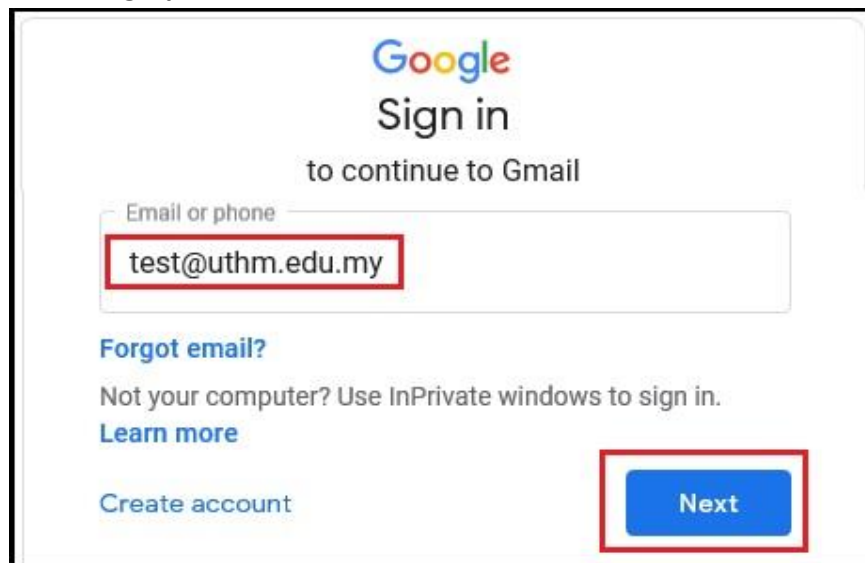 Google
Sign in
to continue to Gmail
Email or phone
test@uthm.edu.my
Forgot email?
Not your computer? Use InPrivate windows to sign in.
Learn more
Create account
Next